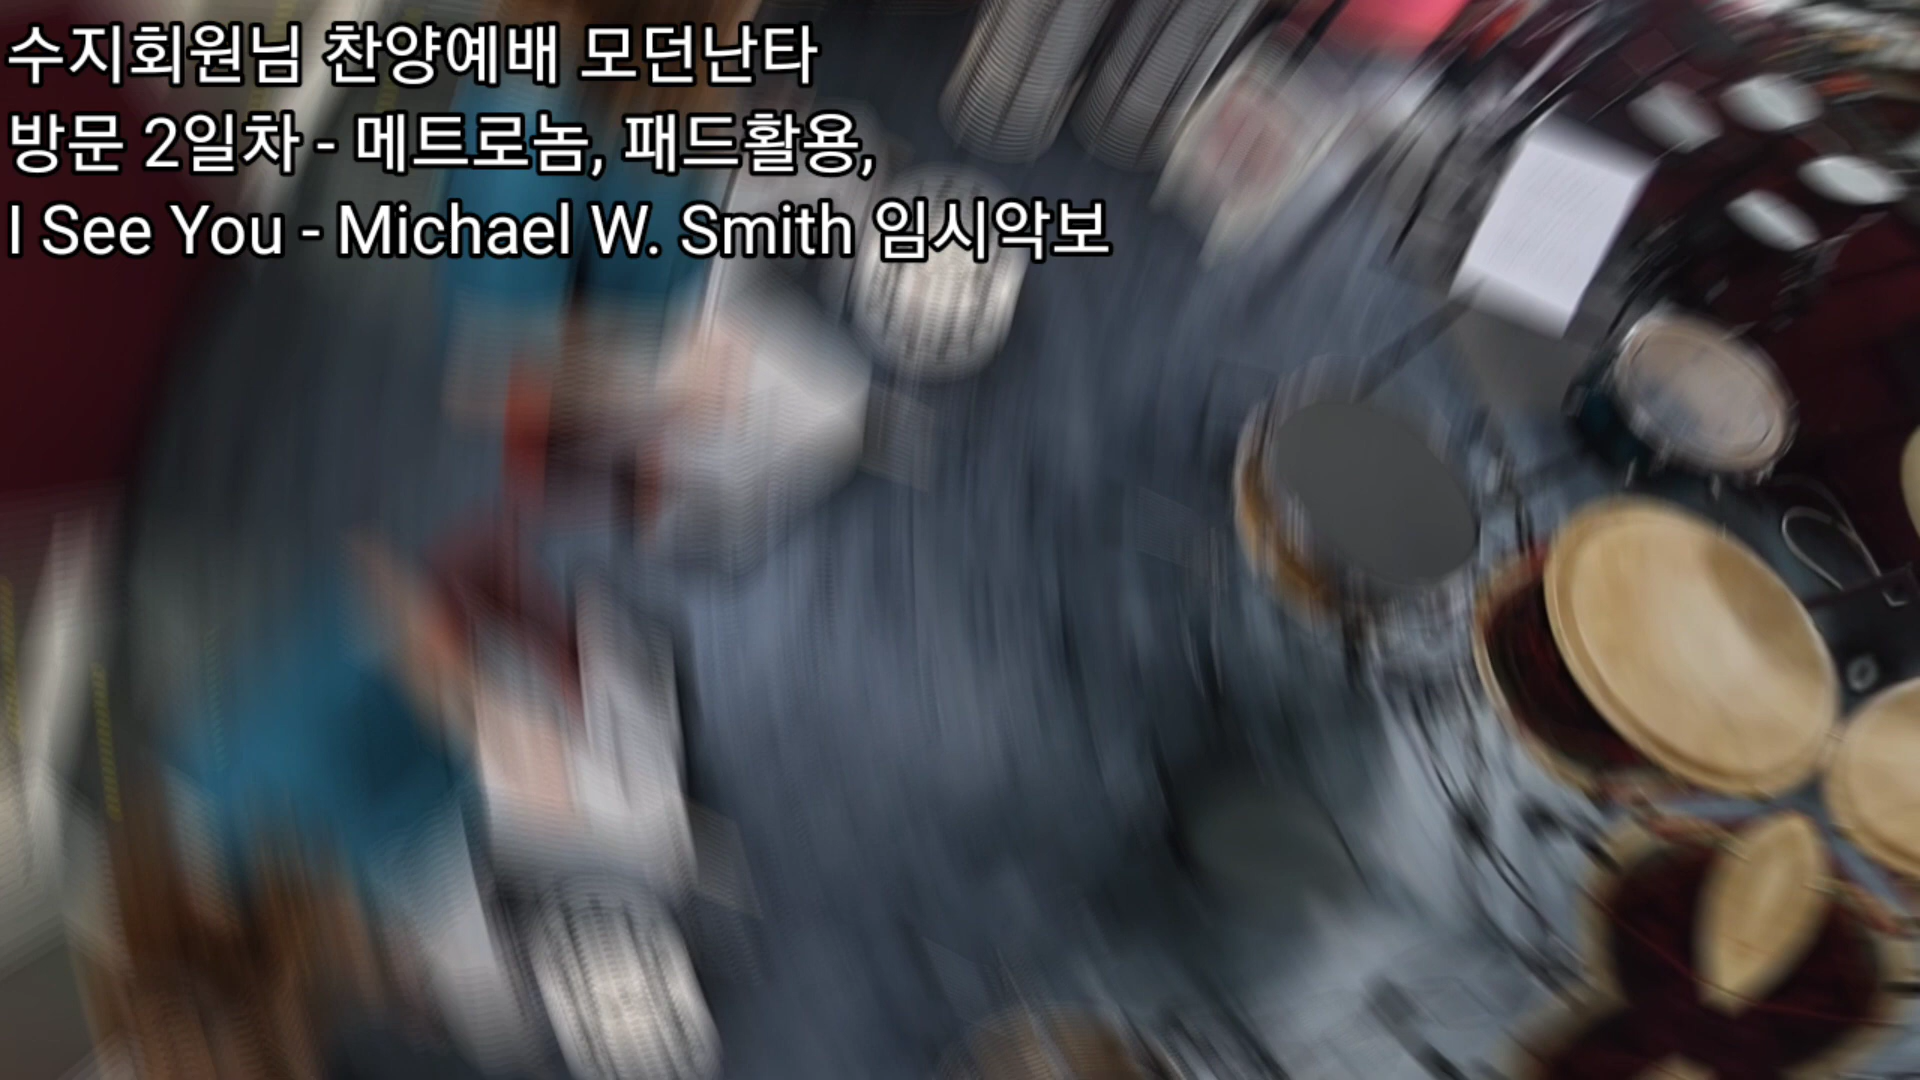 수지회원님 찬양예배 모던난타
방문 2일차 - 메트로놈, 패드활용,
I See You - Michael W. Smith 임시악보